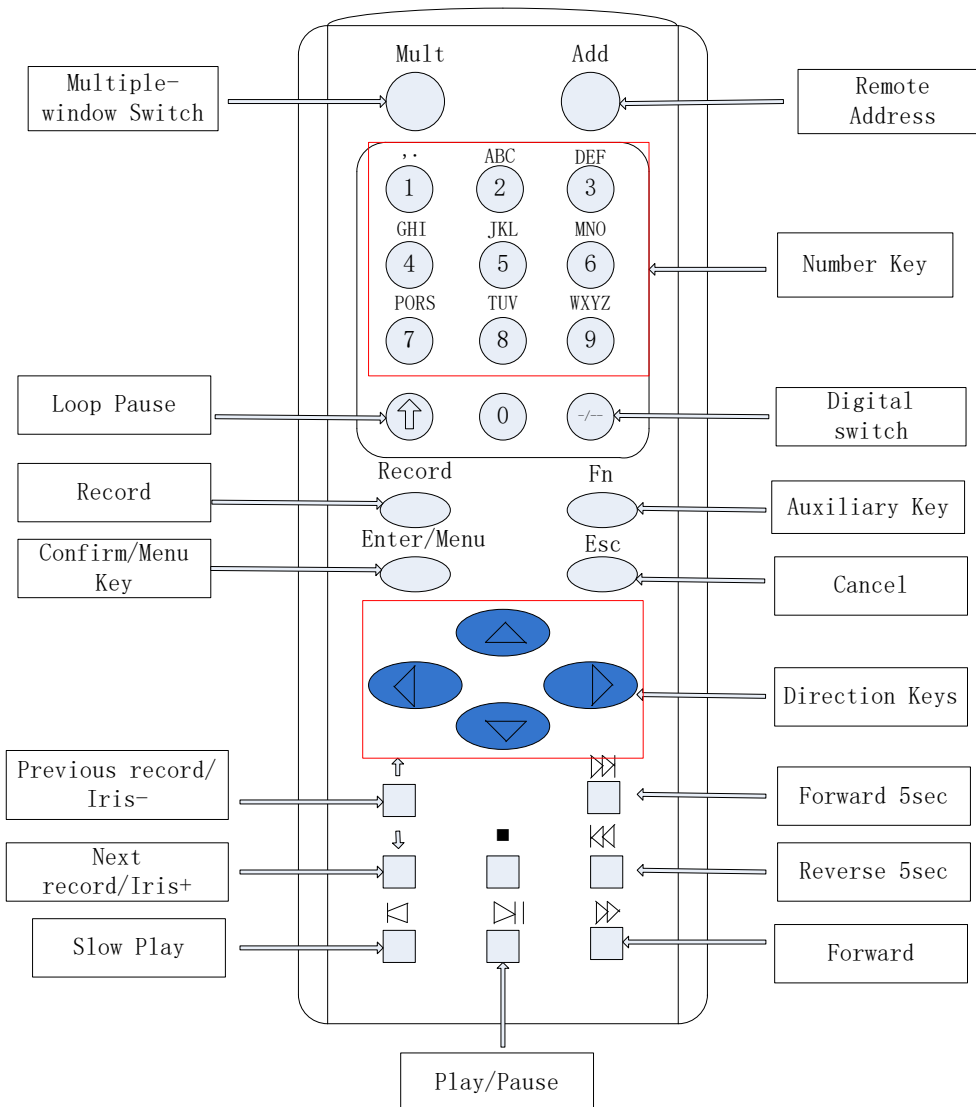 Mult
Add
Multiple-
window Switch
Remote
Address
,.
ABC
DEF
1
2
3
GHI
JKL
MNO
4
5
6
Number Key
PORS
TUV
WXYZ
7
8
9
Loop Pause
0
-/--
Digital
switch
Record
Fn
Record
Auxiliary Key
Enter/Menu
Esc
Confirm/Menu
Key
Cancel
Direction Keys
Previous record/
Iris-
Forward 5sec
Next
record/Iris+
Reverse 5sec
Slow Play
Forward
Play/Pause